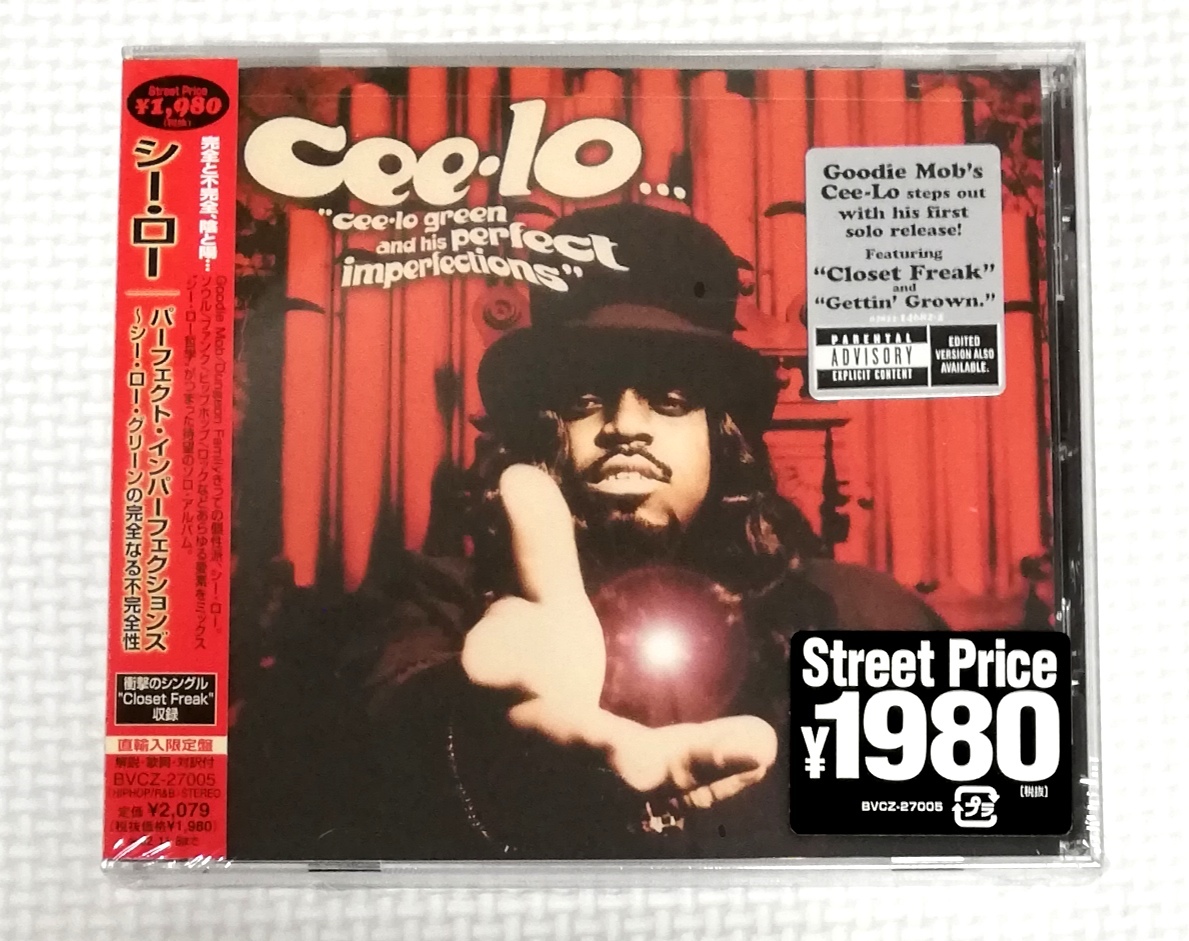 Street Price
¥1,980
(税抜)
シー・ロー
完全と不完全、陰と陽…
Goodie Mob/Dungeon Familyきっての個性派、シー・ロー。
ソウル/ファンク/ヒップホップ/ロックなどあらゆる要素をミックス
"シー・ロー哲学"がつまった待望のソロ・アルバム。
パーフェクト・インパーフェクションズ
~シー・ロー・グリーンの完全なる不完全性
衝撃のシングル
"Closet Freak"
収録
直輸入限定盤
解説・歌詞・対訳付
BVCZ-27005
(HIPHOP/R&B) STEREO
定価 ¥2,079
[税抜価格¥1,980]
cee·lo...
"cee·lo green
and his perfect
imperfections"
Goodie Mob's
Cee-Lo steps out
with his first
solo release!
Featuring
"Closet Freak"
and
"Gettin' Grown."
PARENTAL
ADVISORY
EXPLICIT CONTENT
EDITED
VERSION ALSO
AVAILABLE.
Street Price
¥1980
[税抜]
BVCZ-27005
プラ